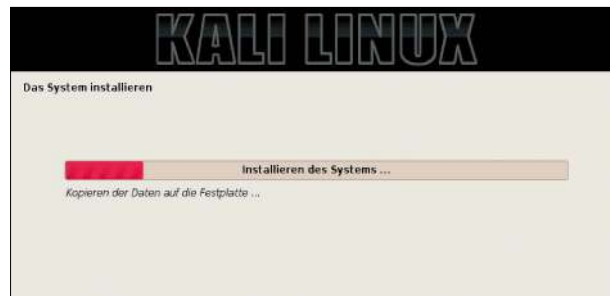 KALI LINUX
Das System installieren
Installieren des Systems ...
Kopieren der Daten auf die Festplatte ...